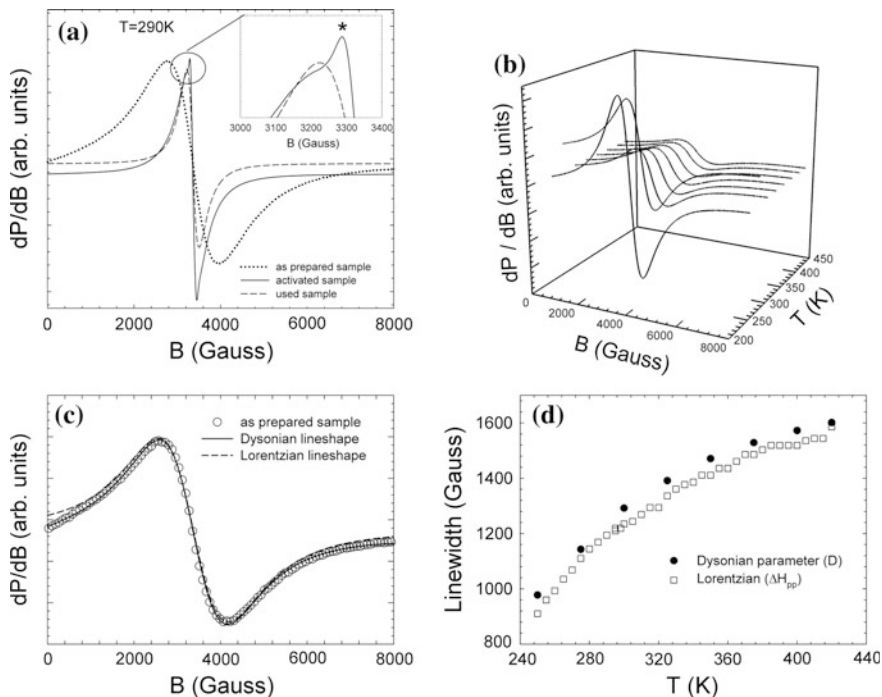 (a)
T=290K
*
3000 3100 3200 3300 3400
B (Gauss)
dP/dB (arb. units)
as prepared sample
activated sample
used sample
0 2000 4000 6000 8000
B (Gauss)
(b)
dP / dB (arb. units)
0 2000 4000 6000 8000
B (Gauss)
200 250 300 350 400 450
T (K)
(c)
as prepared sample
Dysonian lineshape
Lorentzian lineshape
dP/dB (arb. units)
0 2000 4000 6000 8000
B (Gauss)
(d)
1600
1400
1200
1000
800
Linewidth (Gauss)
Dysonian parameter (D)
Lorentzian (ΔHpp)
240 280 320 360 400 440
T (K)